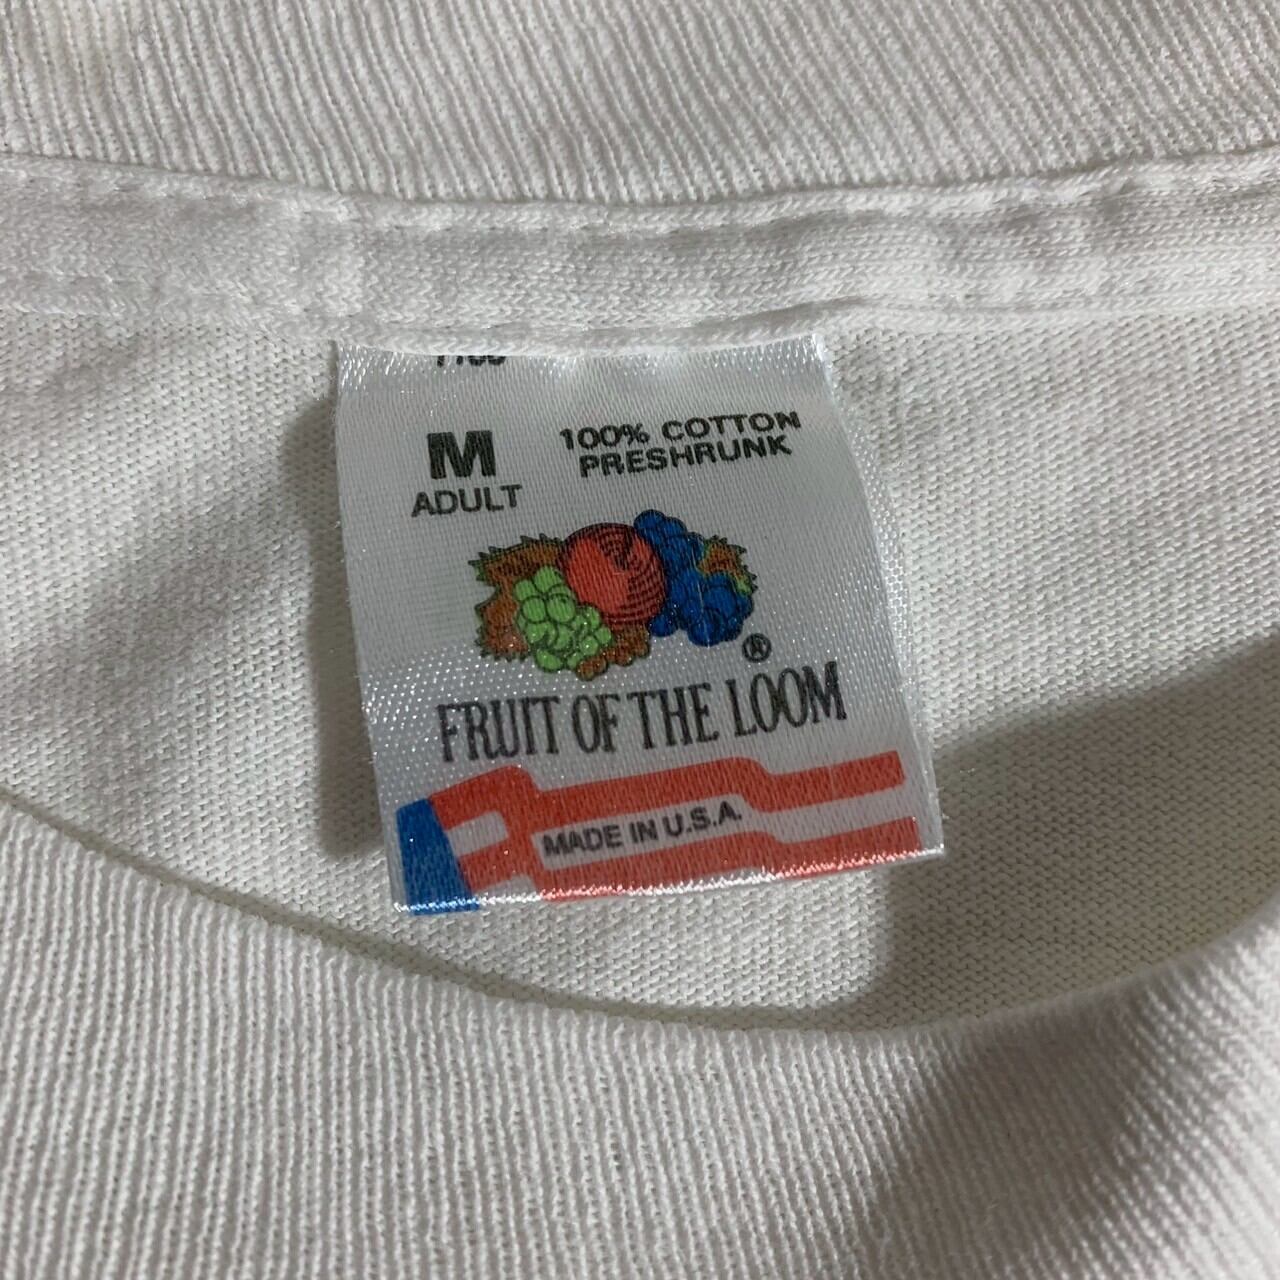 M
ADULT
100% COTTON
PRESHRUNK
®
FRUIT OF THE LOOM
MADE IN U.S.A.